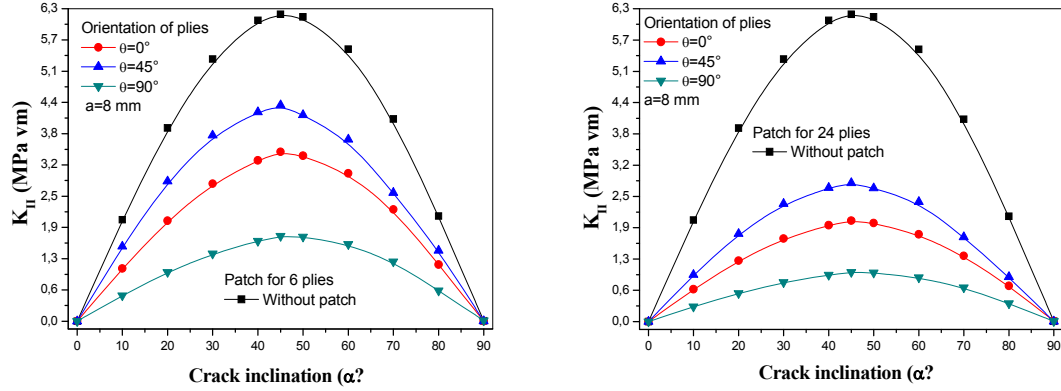 6,3
5,7
5,1
4,4
3,8
3,2
2,5
1,9
1,3
0,6
0,0
K_II (MPa vm)
Orientation of plies
θ=0°
θ=45°
θ=90°
a=8 mm
Patch for 6 plies
Without patch
0 10 20 30 40 50 60 70 80 90
Crack inclination (α?
6,3
5,7
5,1
4,4
3,8
3,2
2,5
1,9
1,3
0,6
0,0
K_II (MPa vm)
Orientation of plies
θ=0°
θ=45°
θ=90°
a=8 mm
Patch for 24 plies
Without patch
0 10 20 30 40 50 60 70 80 90
Crack inclination (α?